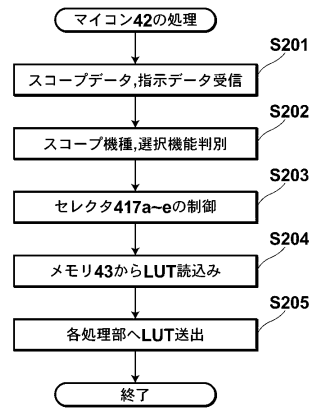 マイコン42の処理
S201
スコープデータ,指示データ受信
S202
スコープ機種,選択機能判別
S203
セレクタ417a~eの制御
S204
メモリ43からLUT読込み
S205
各処理部へLUT送出
終了